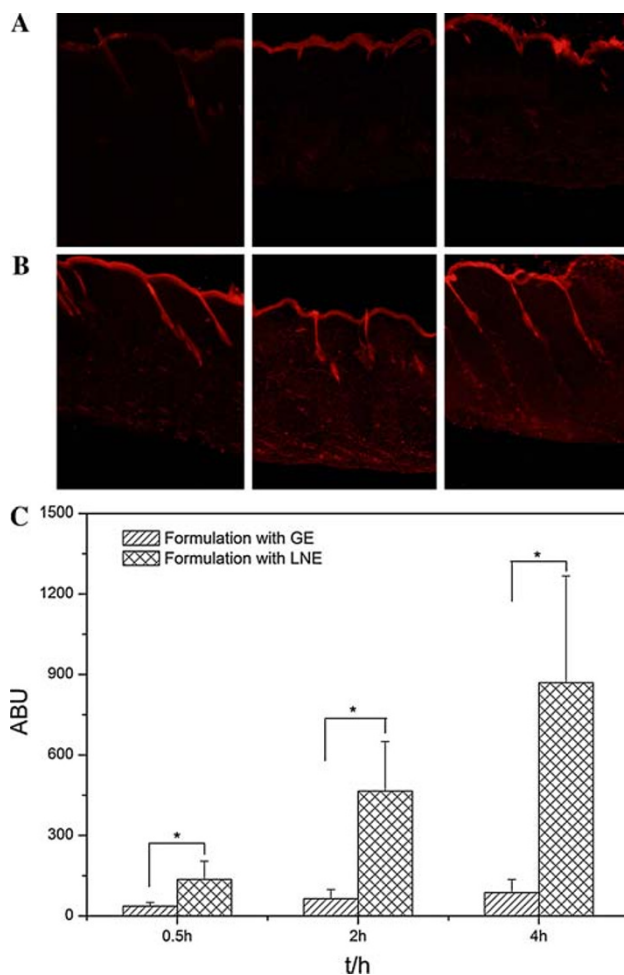 A
B
C
1500
1200
900
600
300
0
ABU
Formulation with GE
Formulation with LNE
*
*
*
0.5h
2h
4h
t/h